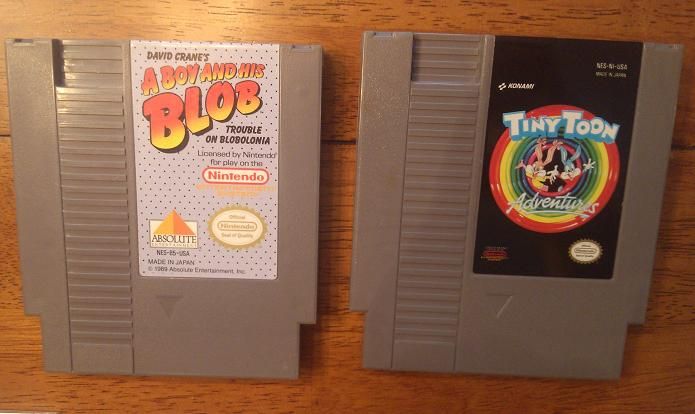 DAVID CRANE'S
A BOY AND HIS
BLOB
TROUBLE
ON BLOBOLONIA
Licensed by Nintendo
for play on the
Nintendo
Official
Nintendo
Seal of Quality
ABSOLUTE
ENTERTAINMENT
NES-B5-USA
MADE IN JAPAN
© 1989 Absolute Entertainment, Inc.
NES-NI-USA
MADE IN JAPAN
KONAMI
TINY TOON
Adventures